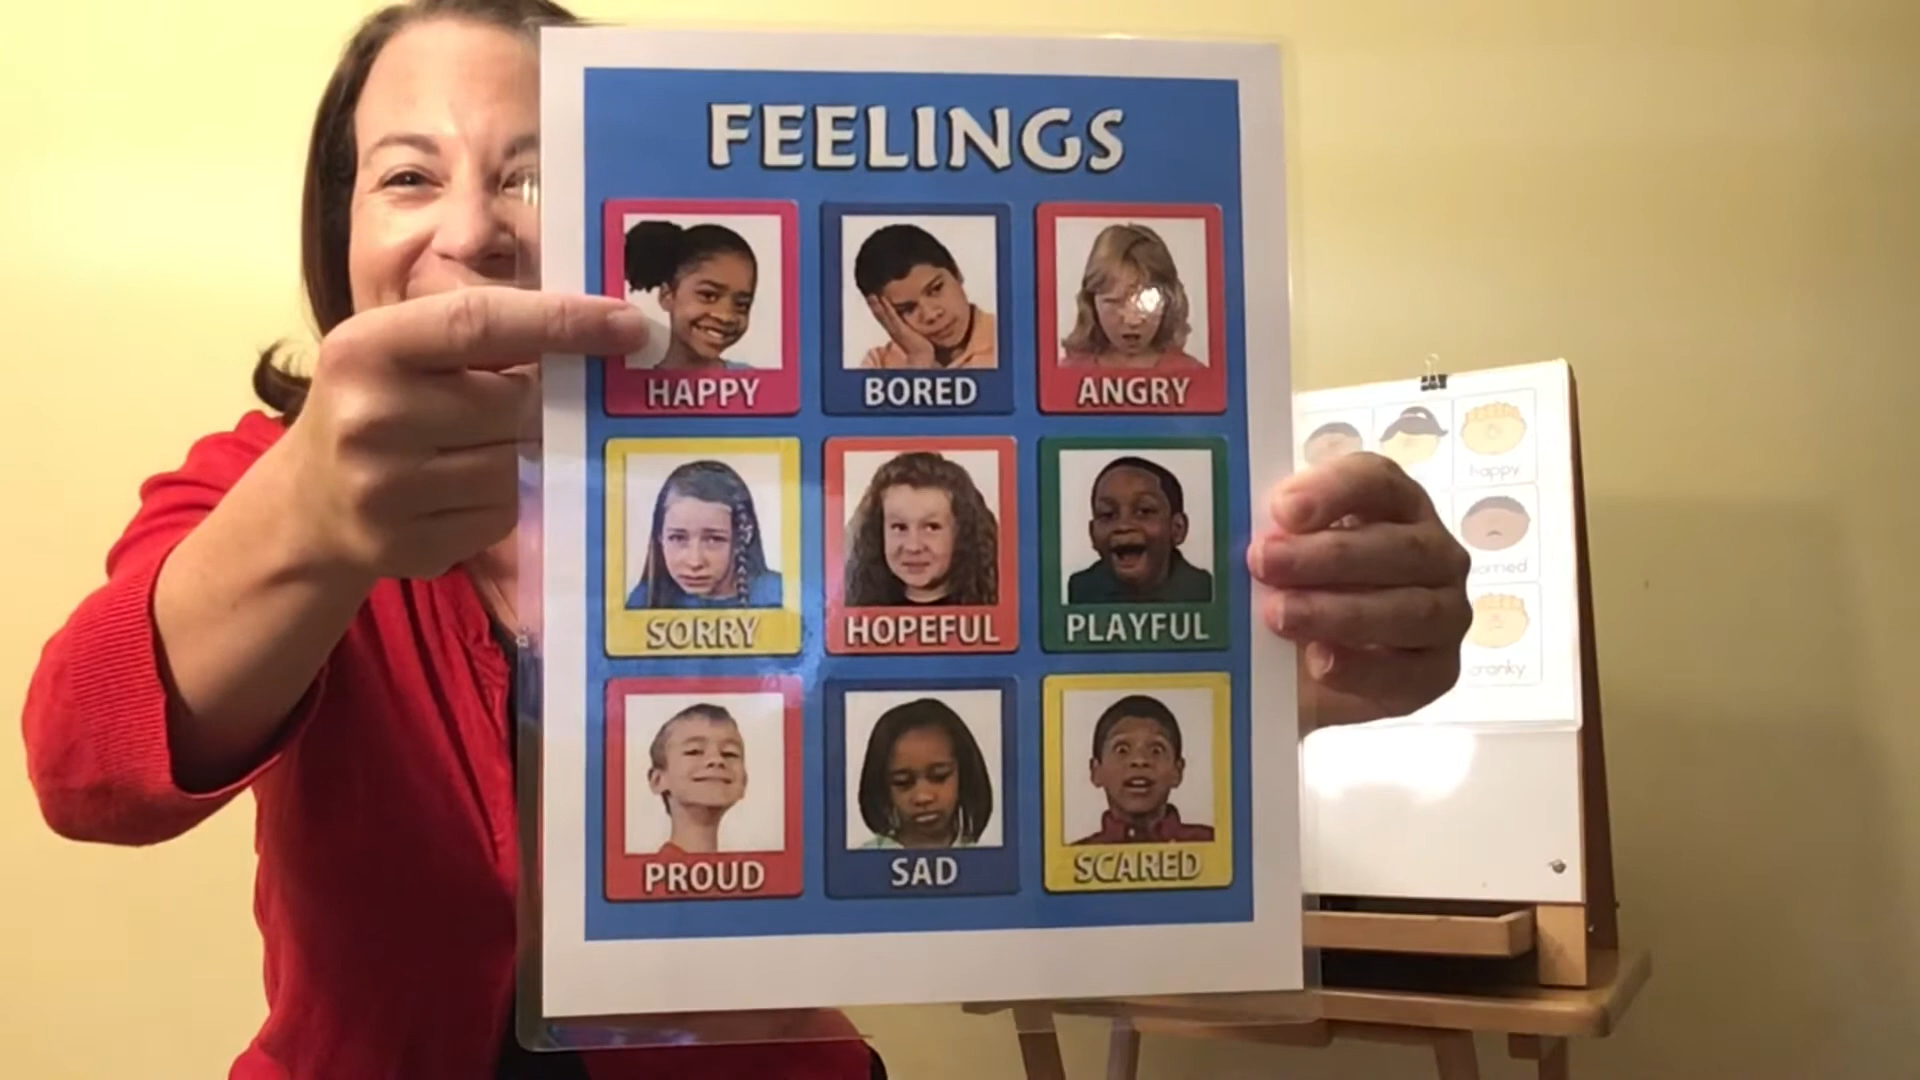 FEELINGS
HAPPY BORED ANGRY
SORRY HOPEFUL PLAYFUL
PROUD SAD SCARED
happy
cranky